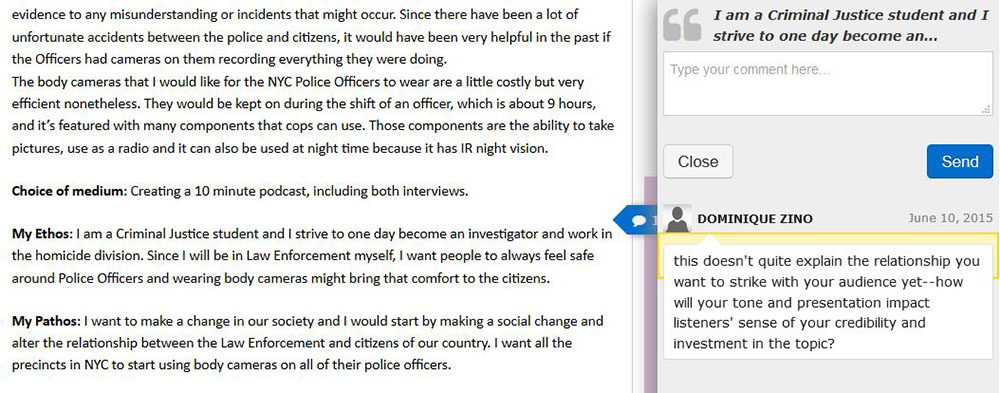 evidence to any misunderstanding or incidents that might occur. Since there have been a lot of
unfortunate accidents between the police and citizens, it would have been very helpful in the past if
the Officers had cameras on them recording everything they were doing.
The body cameras that I would like for the NYC Police Officers to wear are a little costly but very
efficient nonetheless. They would be kept on during the shift of an officer, which is about 9 hours,
and it's featured with many components that cops can use. Those components are the ability to take
pictures, use as a radio and it can also be used at night time because it has IR night vision.
Choice of medium: Creating a 10 minute podcast, including both interviews.
My Ethos: I am a Criminal Justice student and I strive to one day become an investigator and work in
the homicide division. Since I will be in Law Enforcement myself, I want people to always feel safe
around Police Officers and wearing body cameras might bring that comfort to the citizens.
My Pathos: I want to make a change in our society and I would start by making a social change and
alter the relationship between the Law Enforcement and citizens of our country. I want all the
precincts in NYC to start using body cameras on all of their police officers.
I am a Criminal Justice student and I
strive to one day become an...
Type your comment here...
Close
Send
DOMINIQUE ZINO
June 10, 2015
this doesn't quite explain the relationship you
want to strike with your audience yet--how
will your tone and presentation impact
listeners' sense of your credibility and
investment in the topic?